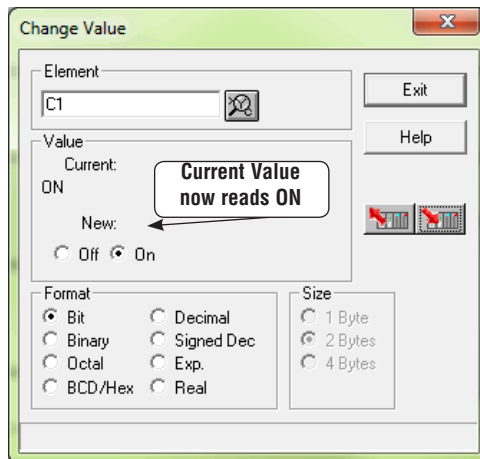 Change Value
Element
C1
Exit
Help
Value
Current:
ON
Current Value
now reads ON
New:
Off On
Format
Bit Decimal
Binary Signed Dec
Octal Exp.
BCD/Hex Real
Size
1 Byte
2 Bytes
4 Bytes